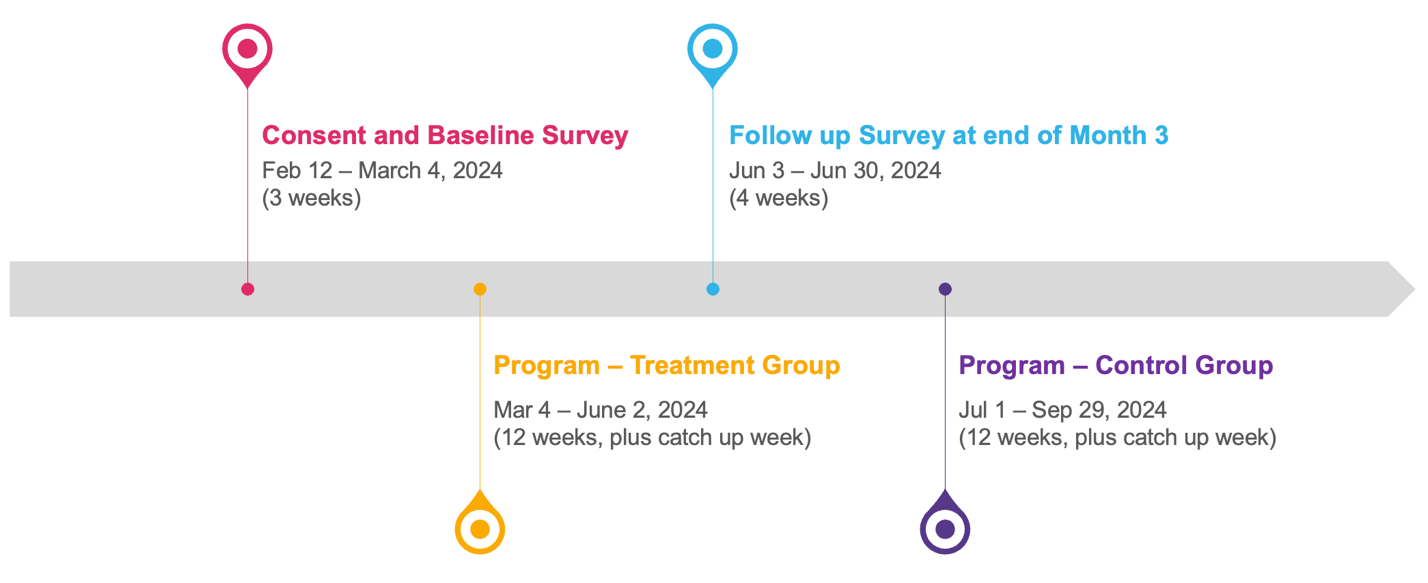 Consent and Baseline Survey
Feb 12 – March 4, 2024
(3 weeks)
Follow up Survey at end of Month 3
Jun 3 – Jun 30, 2024
(4 weeks)
Program – Treatment Group
Mar 4 – June 2, 2024
(12 weeks, plus catch up week)
Program – Control Group
Jul 1 – Sep 29, 2024
(12 weeks, plus catch up week)